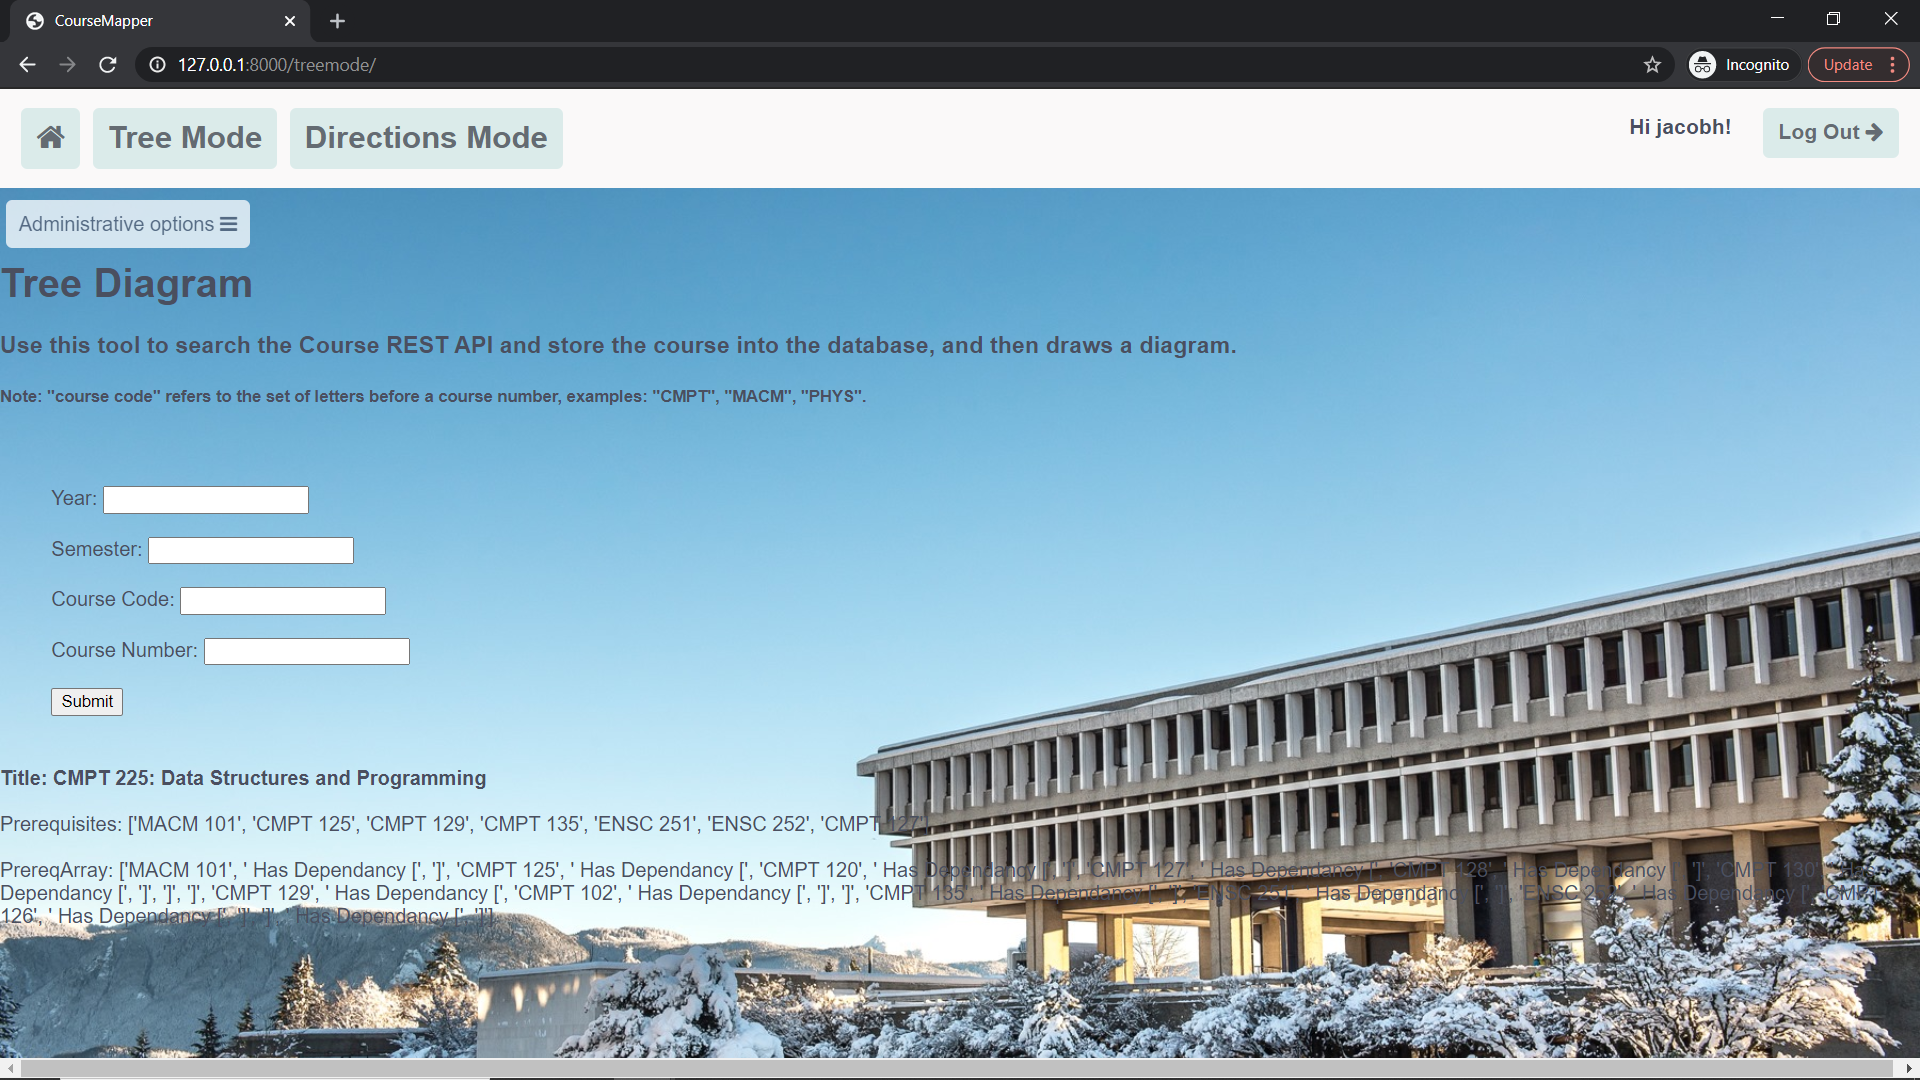 CourseMapper
127.0.0.1:8000/treemode/
Incognito
Update
Tree Mode
Directions Mode
Hi jacobh!
Log Out
Administrative options
Tree Diagram
Use this tool to search the Course REST API and store the course into the database, and then draws a diagram.
Note: "course code" refers to the set of letters before a course number, examples: "CMPT", "MACM", "PHYS".
Year:
Semester:
Course Code:
Course Number:
Submit
Title: CMPT 225: Data Structures and Programming
Prerequisites: ['MACM 101', 'CMPT 125', 'CMPT 129', 'CMPT 135', 'ENSC 251', 'ENSC 252', 'CMPT 127']
PrereqArray: ['MACM 101', ' Has Dependancy [', ']', 'CMPT 125', ' Has Dependancy [', 'CMPT 120', ' Has Dependancy [', ']', 'CMPT 127', ' Has Dependancy [', 'CMPT 128', ' Has Dependancy [', ']', 'CMPT 130', ' Has
Dependancy [', ']', ']', ']', 'CMPT 129', ' Has Dependancy [', 'CMPT 102', ' Has Dependancy [', ']', ']', 'CMPT 135', ' Has Dependancy [', ']', 'ENSC 251', ' Has Dependancy [', ']', 'ENSC 252', ' Has Dependancy [', 'CMPT
126', ' Has Dependancy [', ']', ']', ' Has Dependancy [', ']']